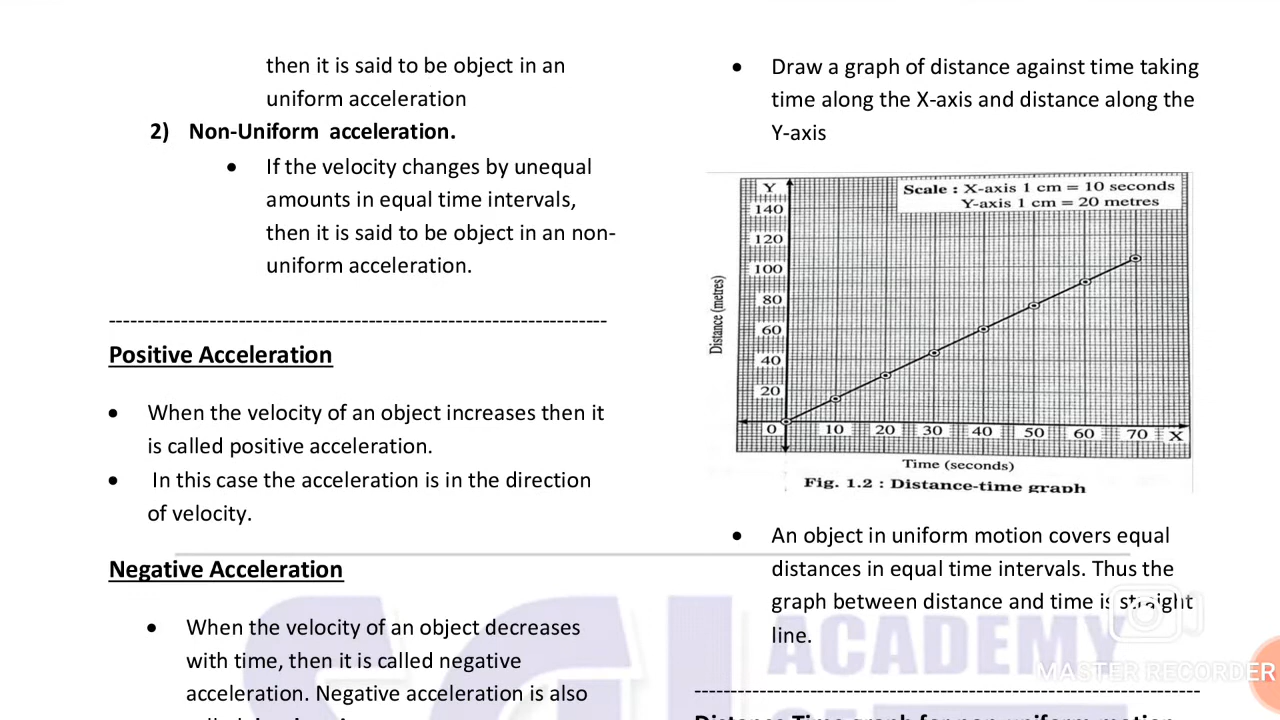 then it is said to be object in an
uniform acceleration
2) Non-Uniform acceleration.
• If the velocity changes by unequal
amounts in equal time intervals,
then it is said to be object in an non-
uniform acceleration.
--------------------------------------------------------------------
Positive Acceleration
• When the velocity of an object increases then it
is called positive acceleration.
• In this case the acceleration is in the direction
of velocity.
Negative Acceleration
• When the velocity of an object decreases
with time, then it is called negative
acceleration. Negative acceleration is also
• Draw a graph of distance against time taking
time along the X-axis and distance along the
Y-axis
Scale : X-axis 1 cm = 10 seconds
Y-axis 1 cm = 20 metres
Y
140
120
100
80
60
40
20
0 10 20 30 40 50 60 70 X
Distance (metres)
Time (seconds)
Fig. 1.2 : Distance-time graph
• An object in uniform motion covers equal
distances in equal time intervals. Thus the
graph between distance and time is straight
line.
--------------------------------------------------------------------
Distance Time graph for non-uniform motion
ACADEMY
MASTER RECORDER